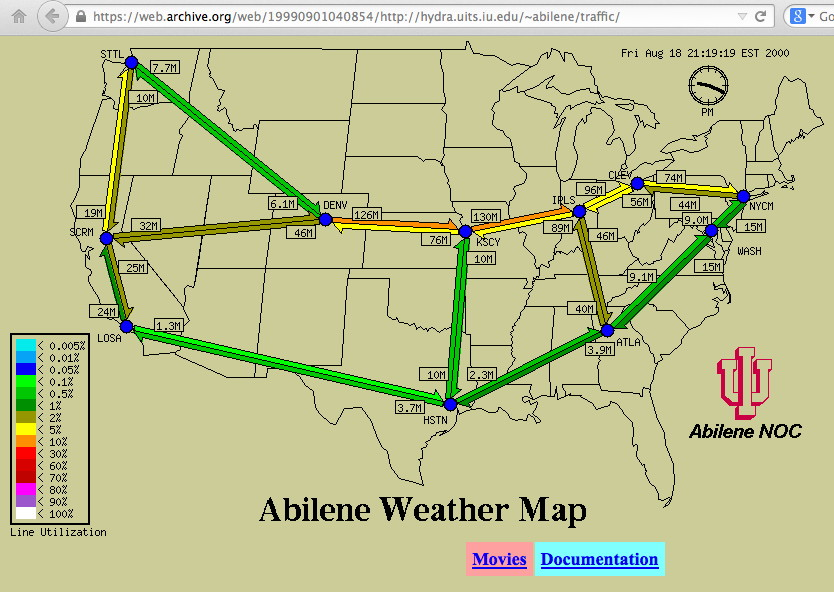 https://web.archive.org/web/19990901040854/http://hydra.uits.iu.edu/~abilene/traffic/
Go
Fri Aug 18 21:19:19 EST 2000
PM
STTL
7.7M
10M
CLEV
74M
96M
IPLS
56M
44M
NYCM
6.1M
DENV
126M
130M
19M
32M
46M
76M
KSCY
89M
46M
9.0M
15M
SCRM
WASH
10M
25M
15M
9.1M
24M
40M
LOSA
1.3M
ATLA
3.9M
10M
2.3M
3.7M
HSTN
< 0.005%
< 0.01%
< 0.05%
< 0.1%
< 0.5%
< 1%
< 2%
< 5%
< 10%
< 30%
< 60%
< 70%
< 80%
< 90%
< 100%
Line Utilization
Abilene NOC
Abilene Weather Map
Movies
Documentation